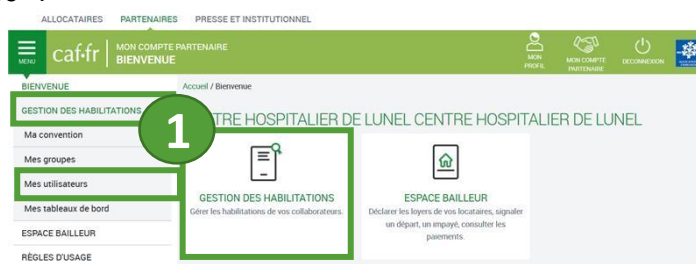 ALLOCATAIRES PARTENAIRES PRESSE ET INSTITUTIONNEL
MENU
caf·fr
MON COMPTE PARTENAIRE
BIENVENUE
MON
PROFIL
MON COMPTE
PARTENAIRE
DECONNEXION
BIENVENUE
GESTION DES HABILITATIONS
Ma convention
Mes groupes
Mes utilisateurs
Mes tableaux de bord
ESPACE BAILLEUR
RÈGLES D'USAGE
Accueil / Bienvenue
1
TRE HOSPITALIER DE LUNEL CENTRE HOSPITALIER DE LUNEL
GESTION DES HABILITATIONS
Gérer les habilitations de vos collaborateurs.
ESPACE BAILLEUR
Déclarer les loyers de vos locataires, signaler
un départ, un impayé, consulter les
paiements.